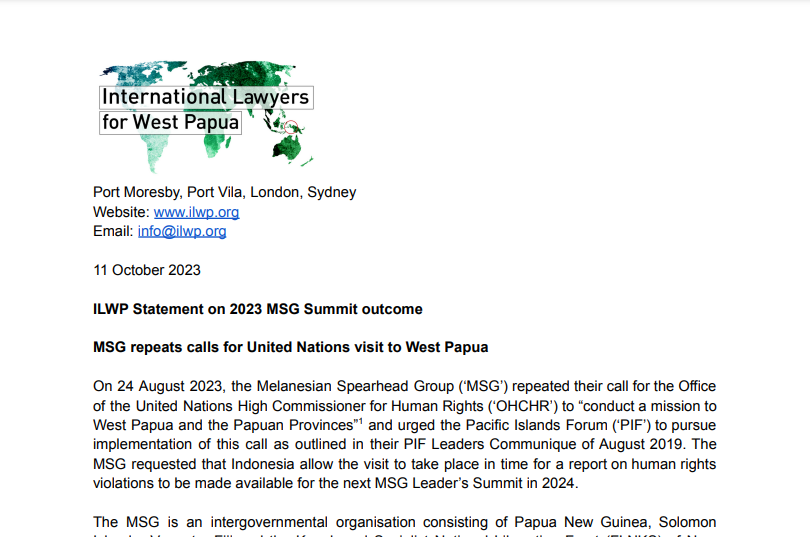 International Lawyers
for West Papua
Port Moresby, Port Vila, London, Sydney
Website: www.ilwp.org
Email: info@ilwp.org
11 October 2023
ILWP Statement on 2023 MSG Summit outcome
MSG repeats calls for United Nations visit to West Papua
On 24 August 2023, the Melanesian Spearhead Group (‘MSG’) repeated their call for the Office
of the United Nations High Commissioner for Human Rights (‘OHCHR’) to “conduct a mission to
West Papua and the Papuan Provinces”¹ and urged the Pacific Islands Forum (‘PIF’) to pursue
implementation of this call as outlined in their PIF Leaders Communique of August 2019. The
MSG requested that Indonesia allow the visit to take place in time for a report on human rights
violations to be made available for the next MSG Leader’s Summit in 2024.
The MSG is an intergovernmental organisation consisting of Papua New Guinea, Solomon